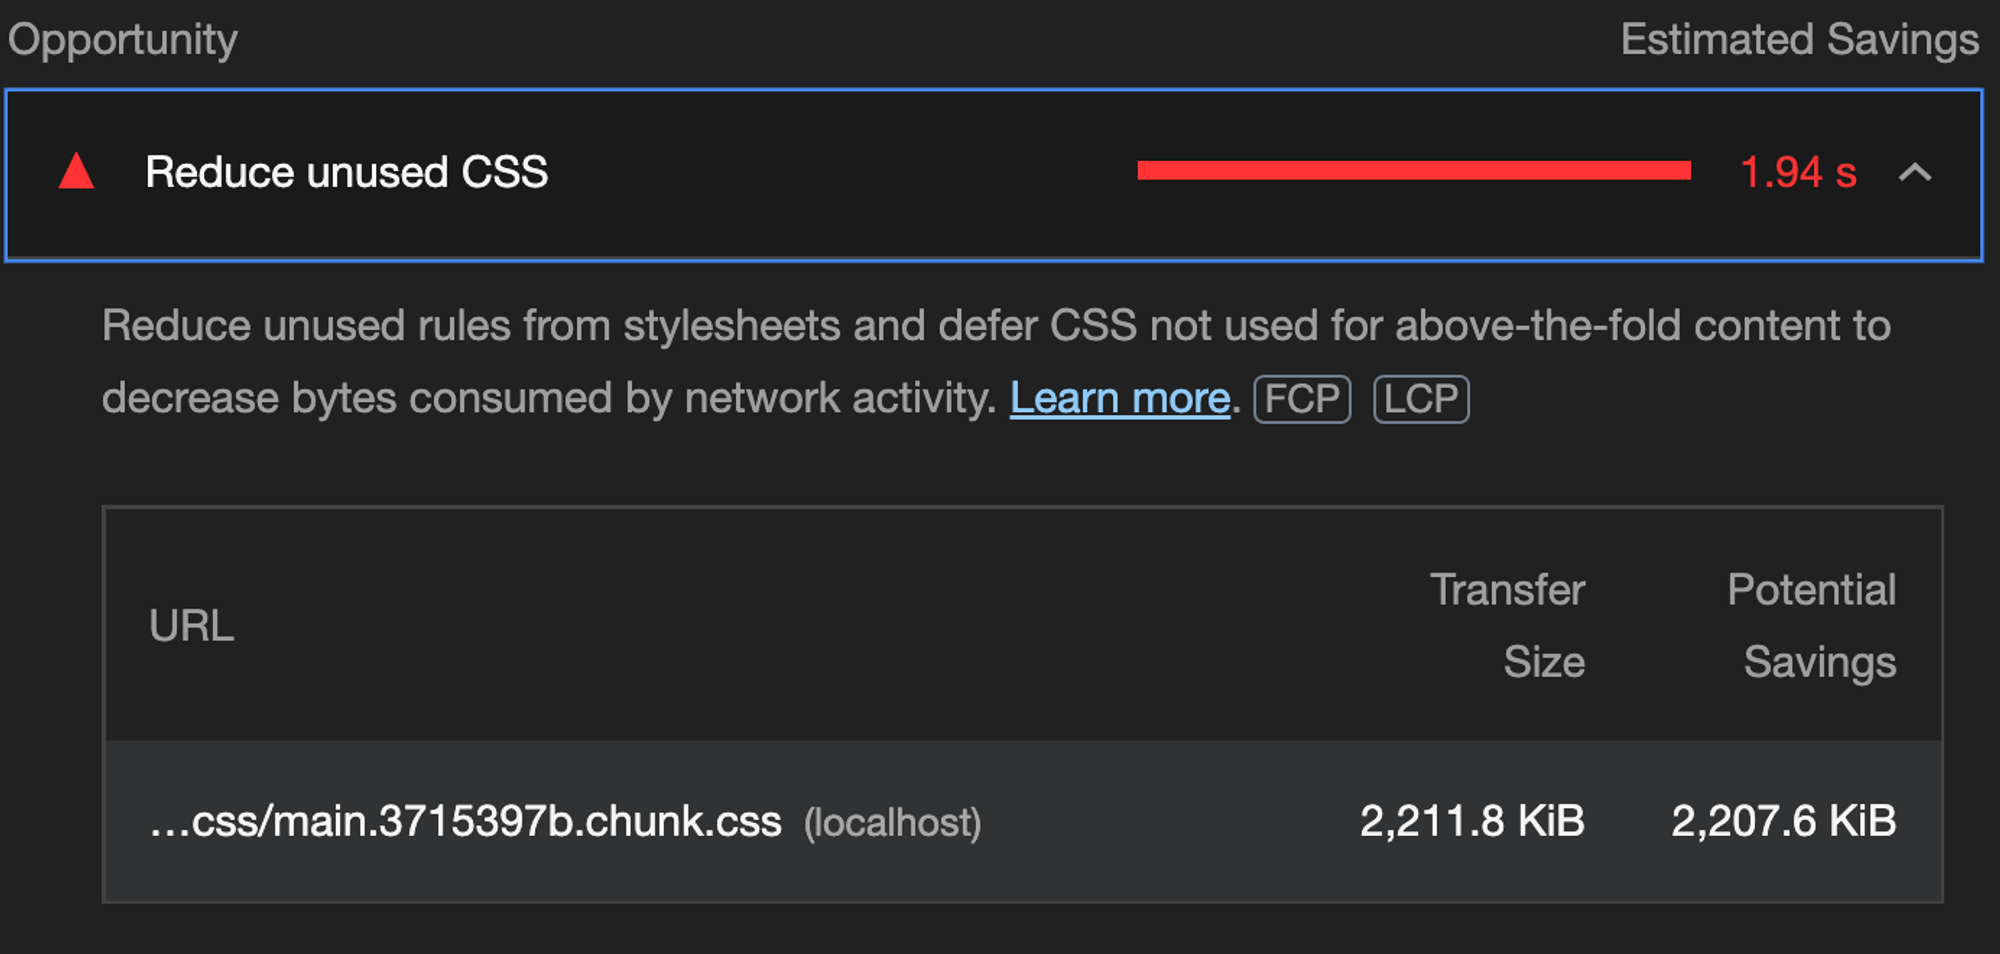 Opportunity Estimated Savings
Reduce unused CSS 1.94 s
Reduce unused rules from stylesheets and defer CSS not used for above-the-fold content to
decrease bytes consumed by network activity. Learn more. FCP LCP
URL Transfer Size Potential Savings
...css/main.3715397b.chunk.css (localhost) 2,211.8 KiB 2,207.6 KiB